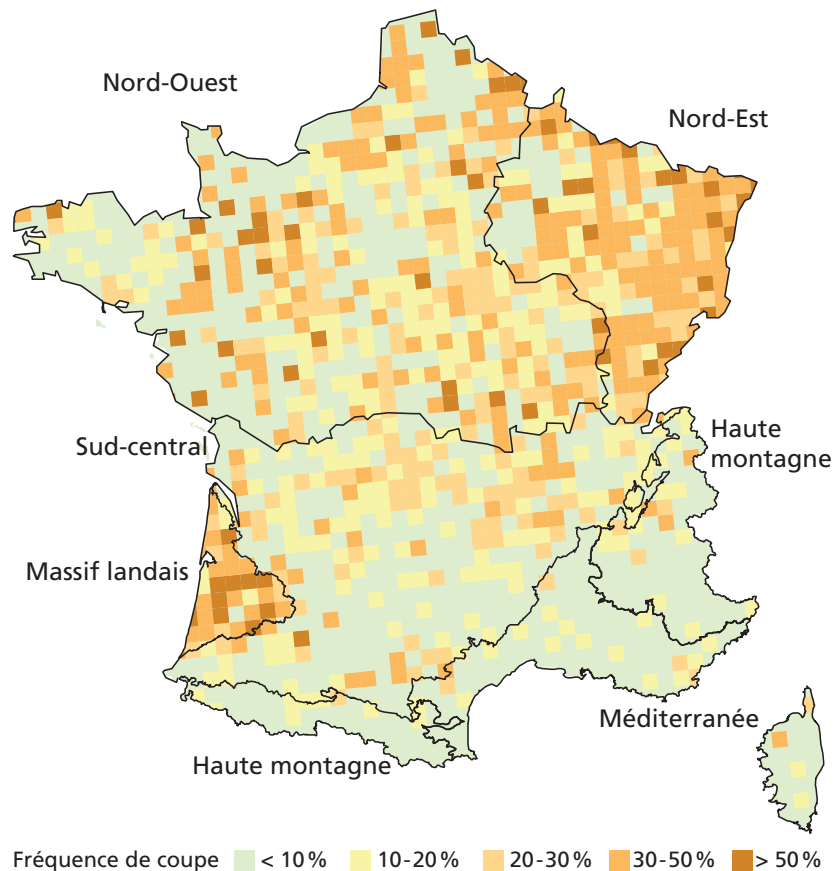 Nord-Ouest
Nord-Est
Sud-central
Haute
montagne
Massif landais
Méditerranée
Haute montagne
Fréquence de coupe < 10 % 10-20 % 20-30 % 30-50 % > 50 %